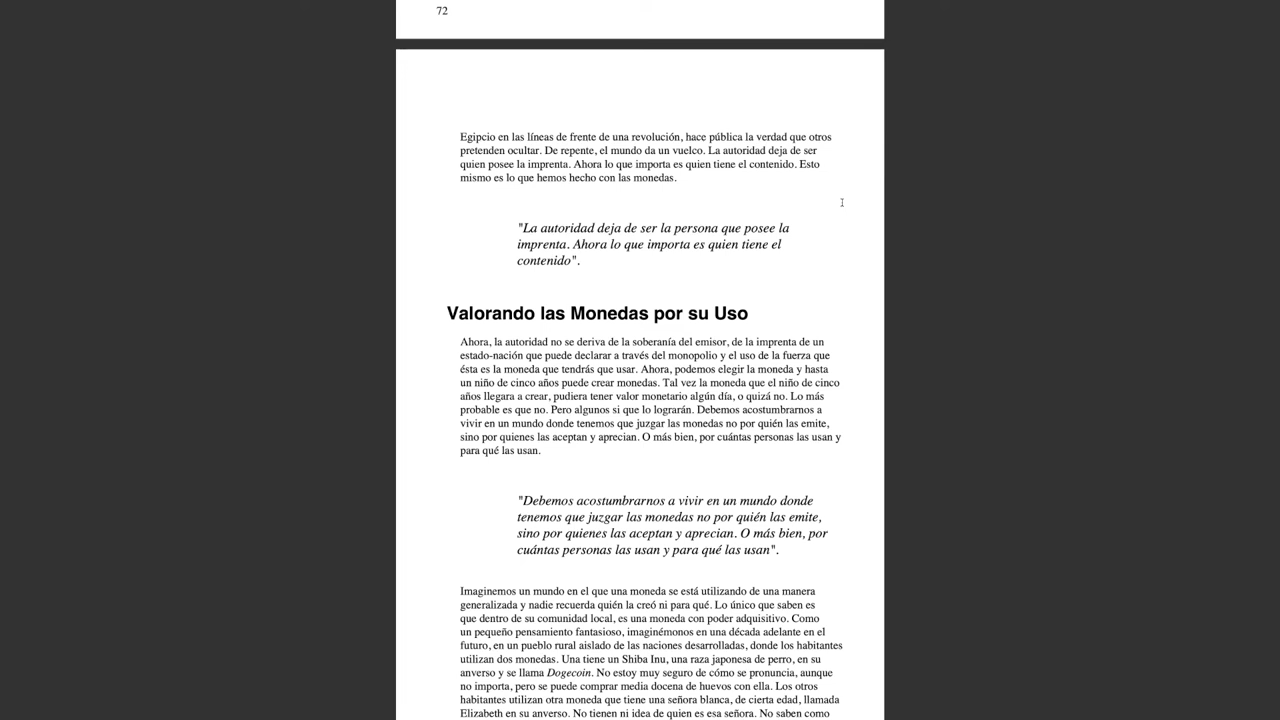 72
Egipcio en las líneas de frente de una revolución, hace pública la verdad que otros
pretenden ocultar. De repente, el mundo da un vuelco. La autoridad deja de ser
quien posee la imprenta. Ahora lo que importa es quien tiene el contenido. Esto
mismo es lo que hemos hecho con las monedas.
"La autoridad deja de ser la persona que posee la
imprenta. Ahora lo que importa es quien tiene el
contenido".
Valorando las Monedas por su Uso
Ahora, la autoridad no se deriva de la soberanía del emisor, de la imprenta de un
estado-nación que puede declarar a través del monopolio y el uso de la fuerza que
ésta es la moneda que tendrás que usar. Ahora, podemos elegir la moneda y hasta
un niño de cinco años puede crear monedas. Tal vez la moneda que el niño de cinco
años llegara a crear, pudiera tener valor monetario algún día, o quizá no. Lo más
probable es que no. Pero algunos si que lo lograrán. Debemos acostumbrarnos a
vivir en un mundo donde tenemos que juzgar las monedas no por quién las emite,
sino por quienes las aceptan y aprecian. O más bien, por cuántas personas las usan y
para qué las usan.
"Debemos acostumbrarnos a vivir en un mundo donde
tenemos que juzgar las monedas no por quién las emite,
sino por quienes las aceptan y aprecian. O más bien, por
cuántas personas las usan y para qué las usan".
Imaginemos un mundo en el que una moneda se está utilizando de una manera
generalizada y nadie recuerda quién la creó ni para qué. Lo único que saben es
que dentro de su comunidad local, es una moneda con poder adquisitivo. Como
un pequeño pensamiento fantasioso, imaginémonos en una década adelante en el
futuro, en un pueblo rural aislado de las naciones desarrolladas, donde los habitantes
utilizan dos monedas. Una tiene un Shiba Inu, una raza japonesa de perro, en su
anverso y se llama Dogecoin. No estoy muy seguro de cómo se pronuncia, aunque
no importa, pero se puede comprar media docena de huevos con ella. Los otros
habitantes utilizan otra moneda que tiene una señora blanca, de cierta edad, llamada
Elizabeth en su anverso. No tienen ni idea de quien es esa señora. No saben como